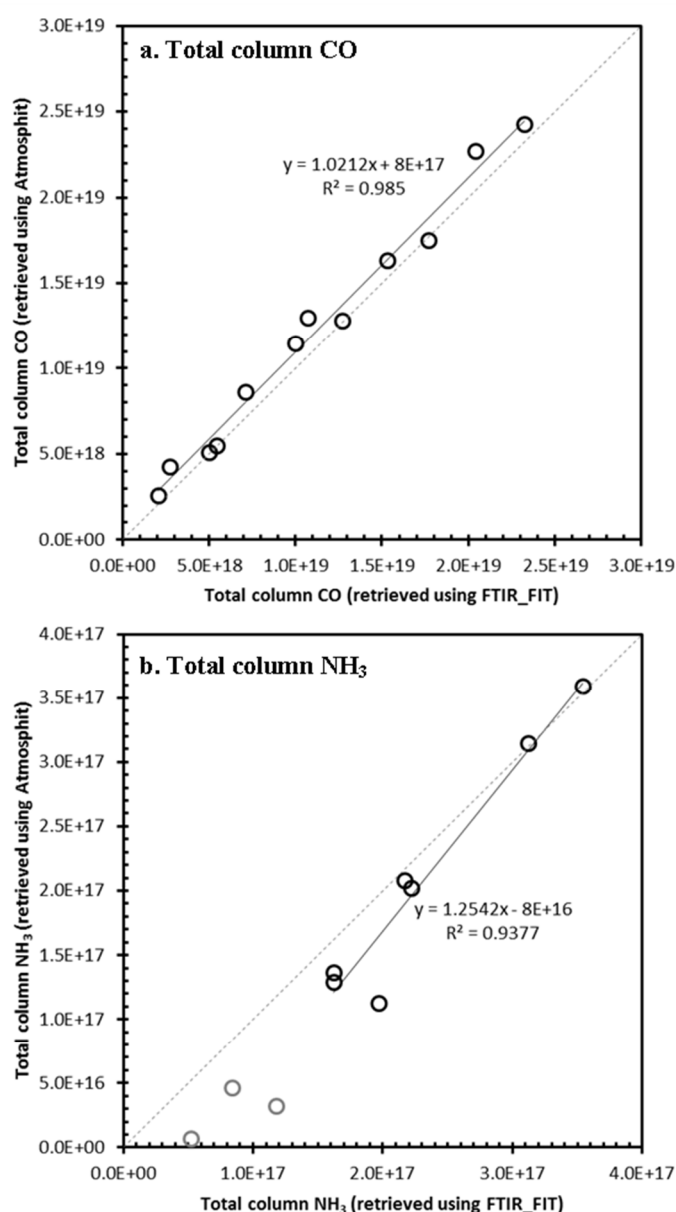 a. Total column CO
3.0E+19
2.5E+19
2.0E+19
1.5E+19
1.0E+19
5.0E+18
0.0E+00
Total column CO (retrieved using Atmosphit)
y = 1.0212x + 8E+17
R² = 0.985
0.0E+00 5.0E+18 1.0E+19 1.5E+19 2.0E+19 2.5E+19 3.0E+19
Total column CO (retrieved using FTIR_FIT)
b. Total column NH₃
4.0E+17
3.5E+17
3.0E+17
2.5E+17
2.0E+17
1.5E+17
1.0E+17
5.0E+16
0.0E+00
Total column NH₃ (retrieved using Atmosphit)
y = 1.2542x - 8E+16
R² = 0.9377
0.0E+00 1.0E+17 2.0E+17 3.0E+17 4.0E+17
Total column NH₃ (retrieved using FTIR_FIT)